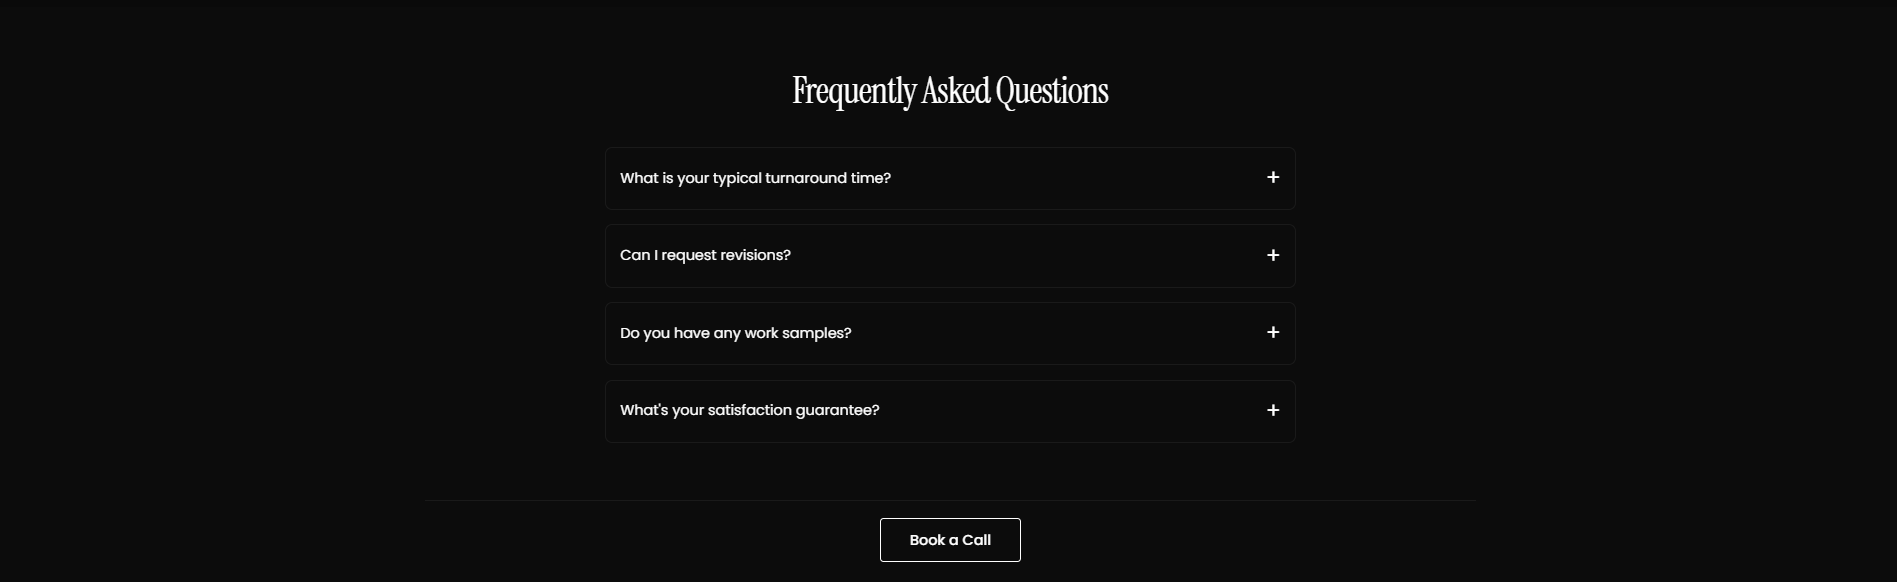 Frequently Asked Questions
What is your typical turnaround time?
+
Can I request revisions?
+
Do you have any work samples?
+
What's your satisfaction guarantee?
+
Book a Call